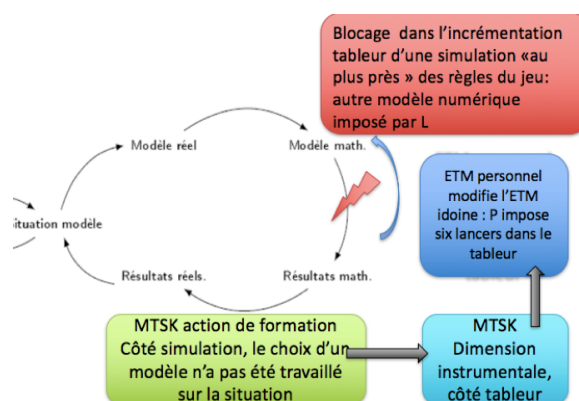 Blocage dans l’incrémentation
tableur d’une simulation «au
plus près » des règles du jeu:
autre modèle numérique
imposé par L
Modèle réel
Modèle math.
ETM personnel
modifie l’ETM
idoine : P impose
six lancers dans le
tableur
ituation modèle
Résultats réels.
Résultats math.
MTSK action de formation
Côté simulation, le choix d’un
modèle n’a pas été travaillé
sur la situation
MTSK
Dimension
instrumentale,
côté tableur